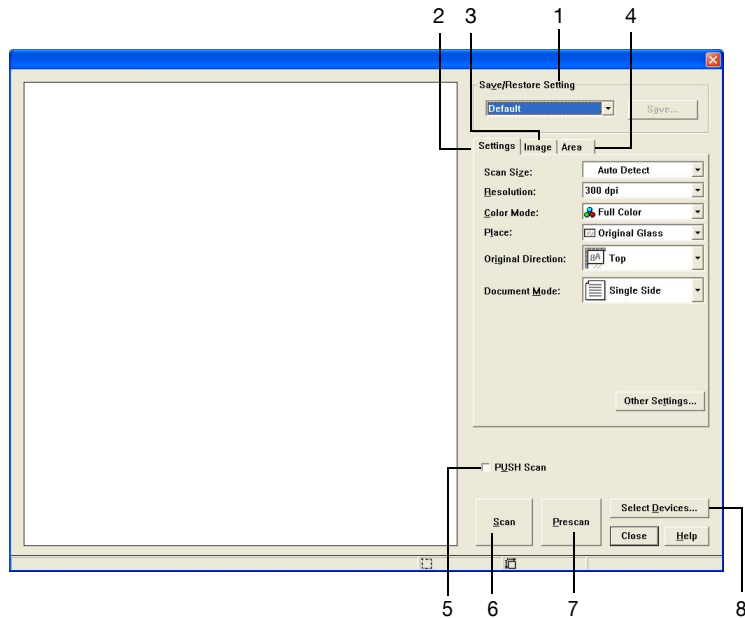 2 3 1 4
Save/Restore Setting
Default Save...
Settings Image Area
Scan Size: Auto Detect
Resolution: 300 dpi
Color Mode: Full Color
Place: Original Glass
Original Direction: BA Top
Document Mode: Single Side
Other Settings...
PUSH Scan
Scan Prescan Select Devices...
Close Help
5 6 7 8